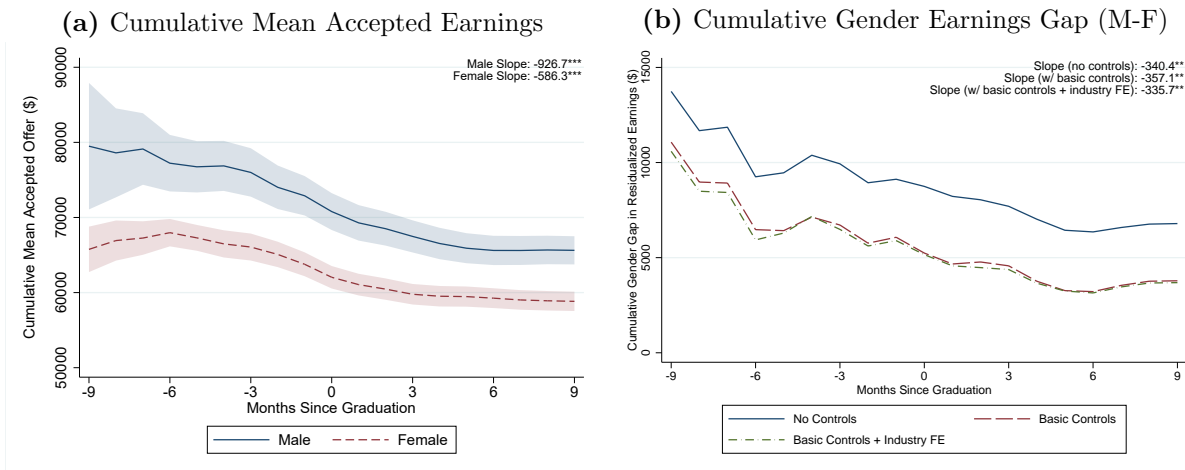 (a) Cumulative Mean Accepted Earnings
Male Slope: -926.7***
Female Slope: -586.3***
Cumulative Mean Accepted Offer ($)
90000
80000
70000
60000
50000
-9 -6 -3 0 3 6 9
Months Since Graduation
Male Female
(b) Cumulative Gender Earnings Gap (M-F)
Slope (no controls): -340.4**
Slope (w/ basic controls): -357.1**
Slope (w/ basic controls + industry FE): -335.7**
Cumulative Gender Gap in Residualized Earnings ($)
15000
10000
5000
0
-9 -6 -3 0 3 6 9
Months Since Graduation
No Controls Basic Controls
Basic Controls + Industry FE